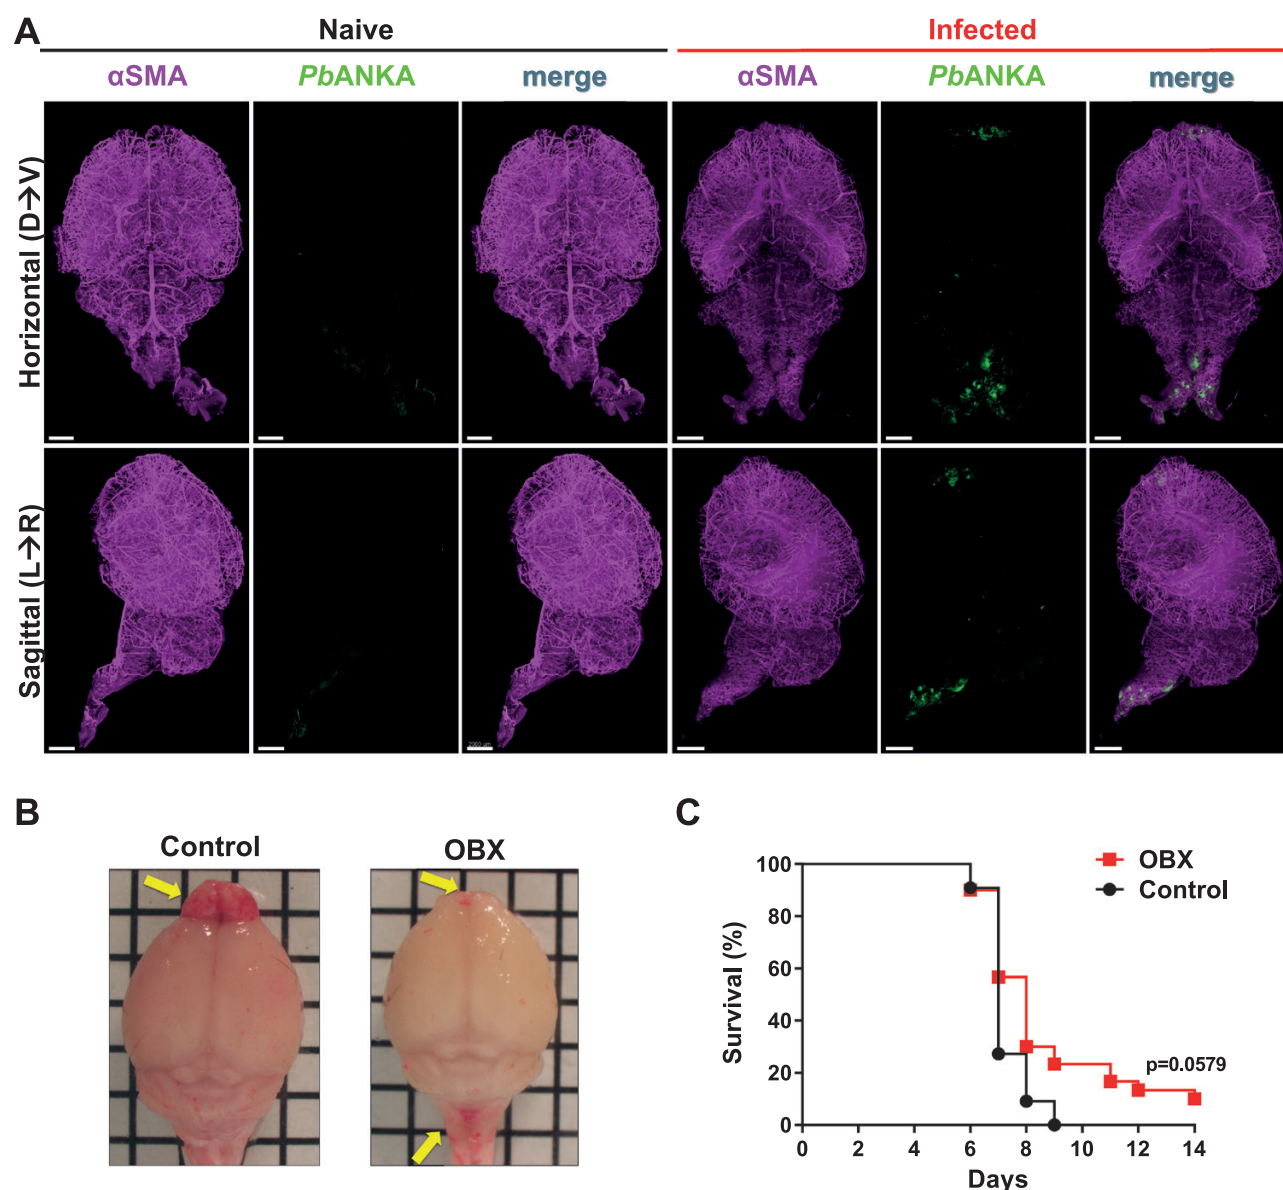 A
Naive
Infected
αSMA
PbANKA
merge
αSMA
PbANKA
merge
Horizontal (D→V)
Sagittal (L→R)
B
Control
OBX
C
OBX
Control
Survival (%)
100
80
60
40
20
0
p=0.0579
0 2 4 6 8 10 12 14
Days